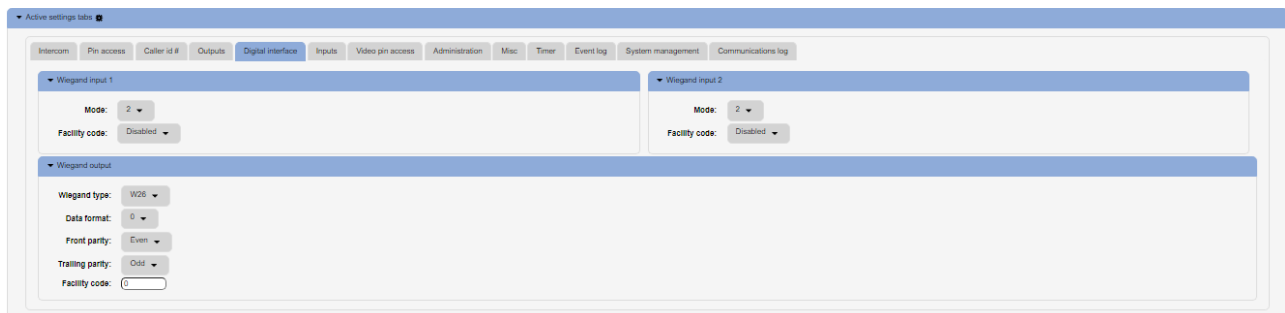 Active settings tabs
Intercom Pin access Caller id # Outputs Digital interface Inputs Video pin access Administration Misc Timer Event log System management Communications log
Wiegand input 1
Mode: 2
Facility code: Disabled
Wiegand input 2
Mode: 2
Facility code: Disabled
Wiegand output
Wiegand type: W26
Data format: 0
Front parity: Even
Trailing parity: Odd
Facility code: 0